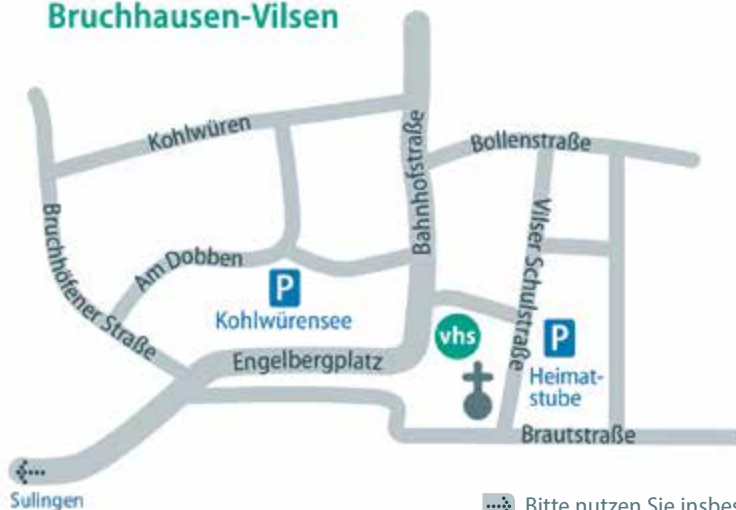 Bruchhausen-Vilsen
Kohlwüren
Bahnhofstraße
Bollenstraße
Bruchhöfener Straße
Am Dobben
Vilser Schulstraße
P
Kohlwürensee
vhs
P
Heimat-
stube
Engelbergplatz
Brautstraße
Sulingen
Bitte nutzen Sie